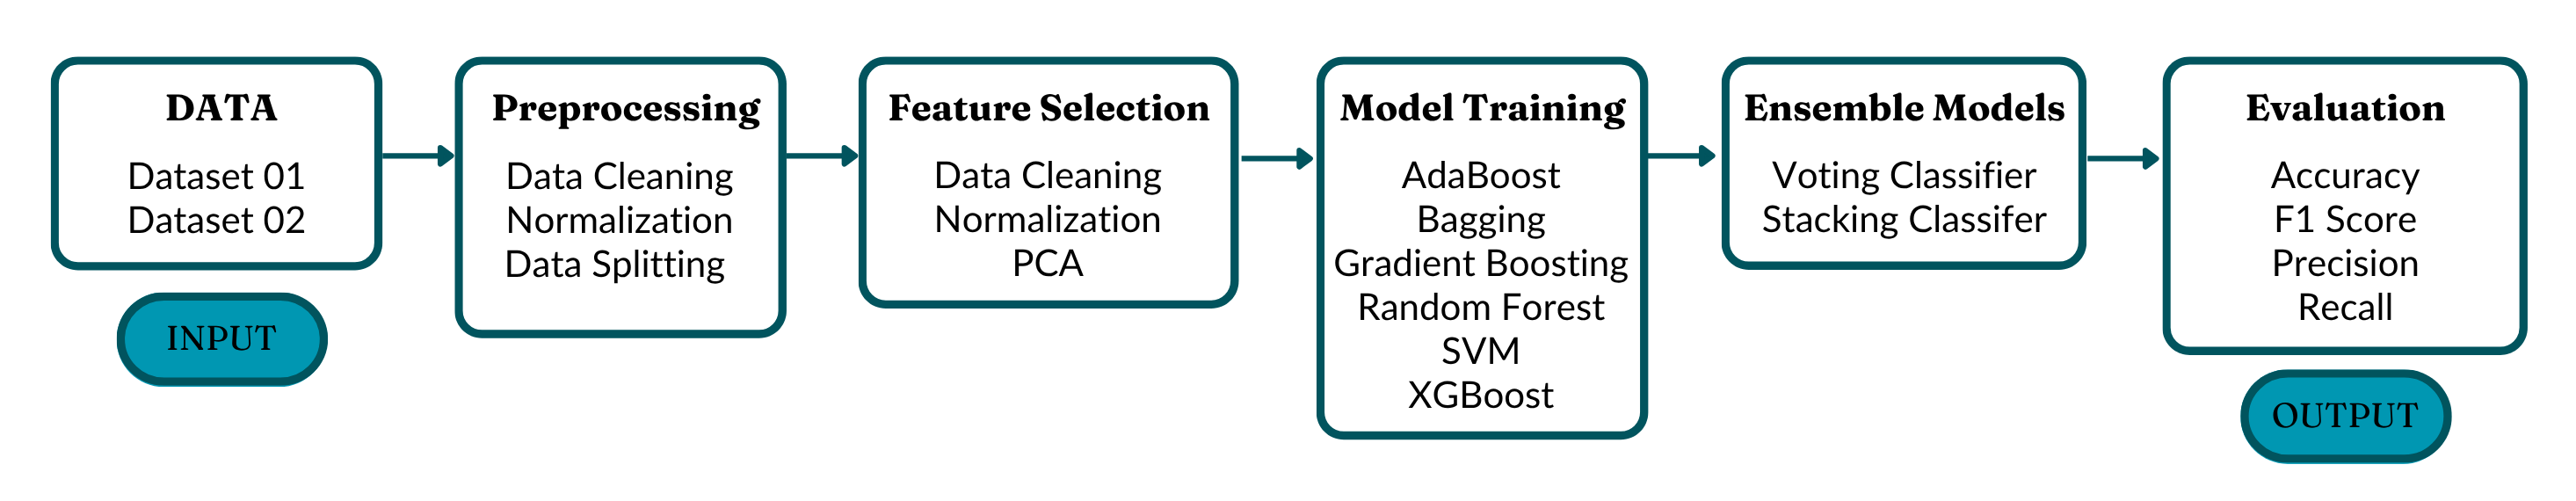 DATA
Dataset 01
Dataset 02
INPUT
Preprocessing
Data Cleaning
Normalization
Data Splitting
Feature Selection
Data Cleaning
Normalization
PCA
Model Training
AdaBoost
Bagging
Gradient Boosting
Random Forest
SVM
XGBoost
Ensemble Models
Voting Classifier
Stacking Classifer
Evaluation
Accuracy
F1 Score
Precision
Recall
OUTPUT